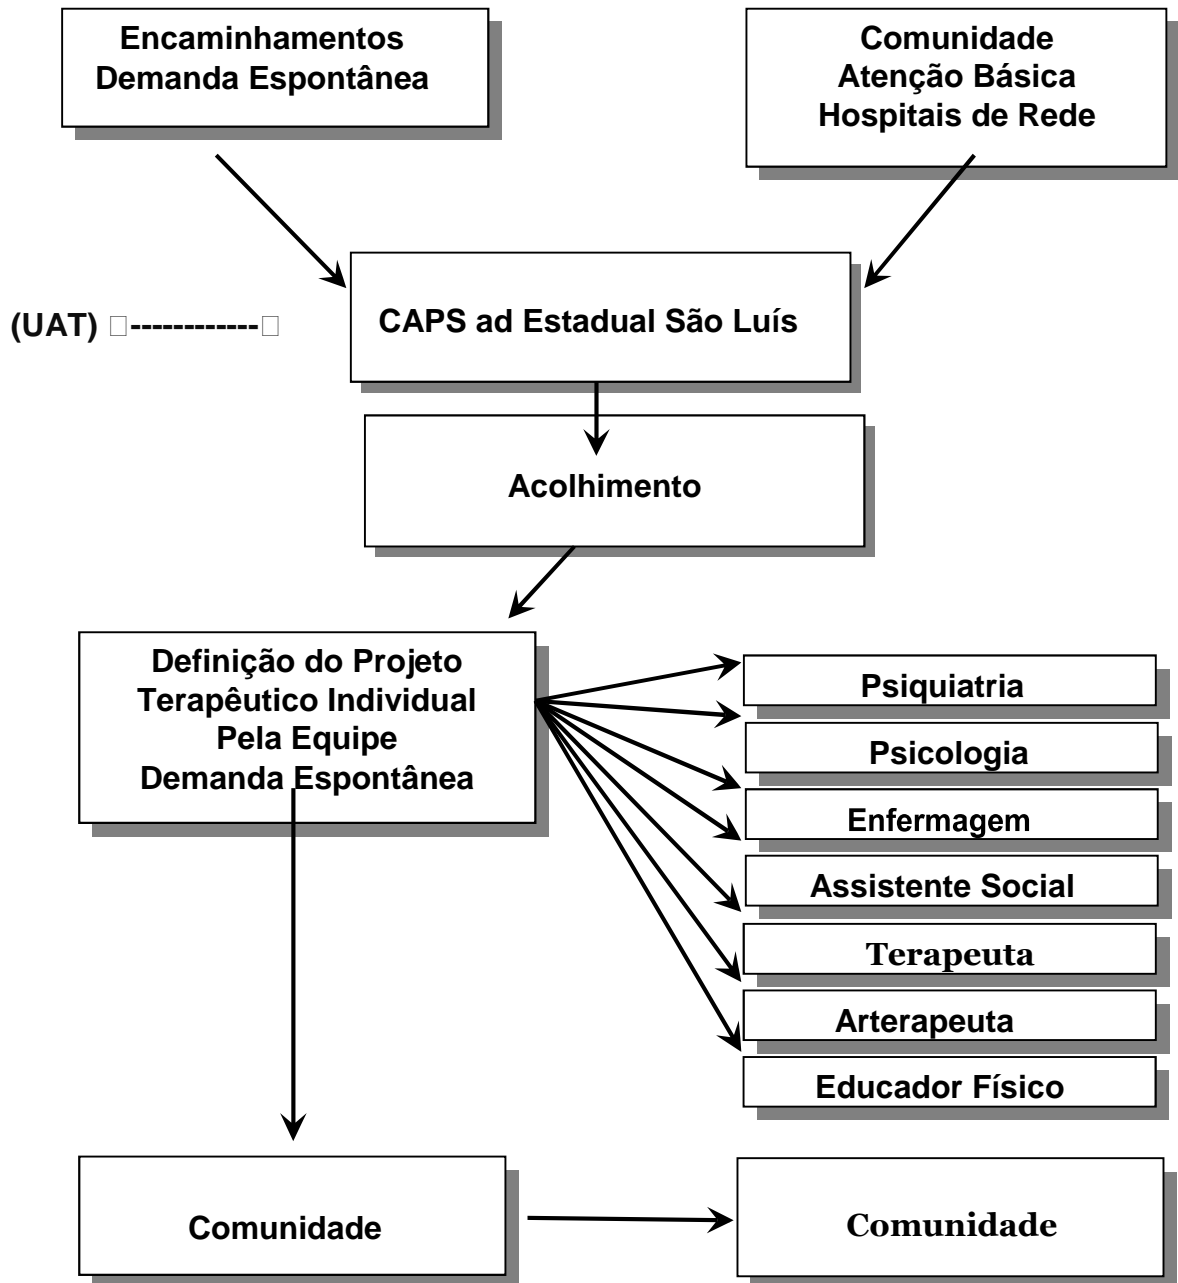 Encaminhamentos
Demanda Espontânea
Comunidade
Atenção Básica
Hospitais de Rede
(UAT) □------------□
CAPS ad Estadual São Luís
Acolhimento
Definição do Projeto
Terapêutico Individual
Pela Equipe
Demanda Espontânea
Psiquiatria
Psicologia
Enfermagem
Assistente Social
Terapeuta
Arterapeuta
Educador Físico
Comunidade
Comunidade